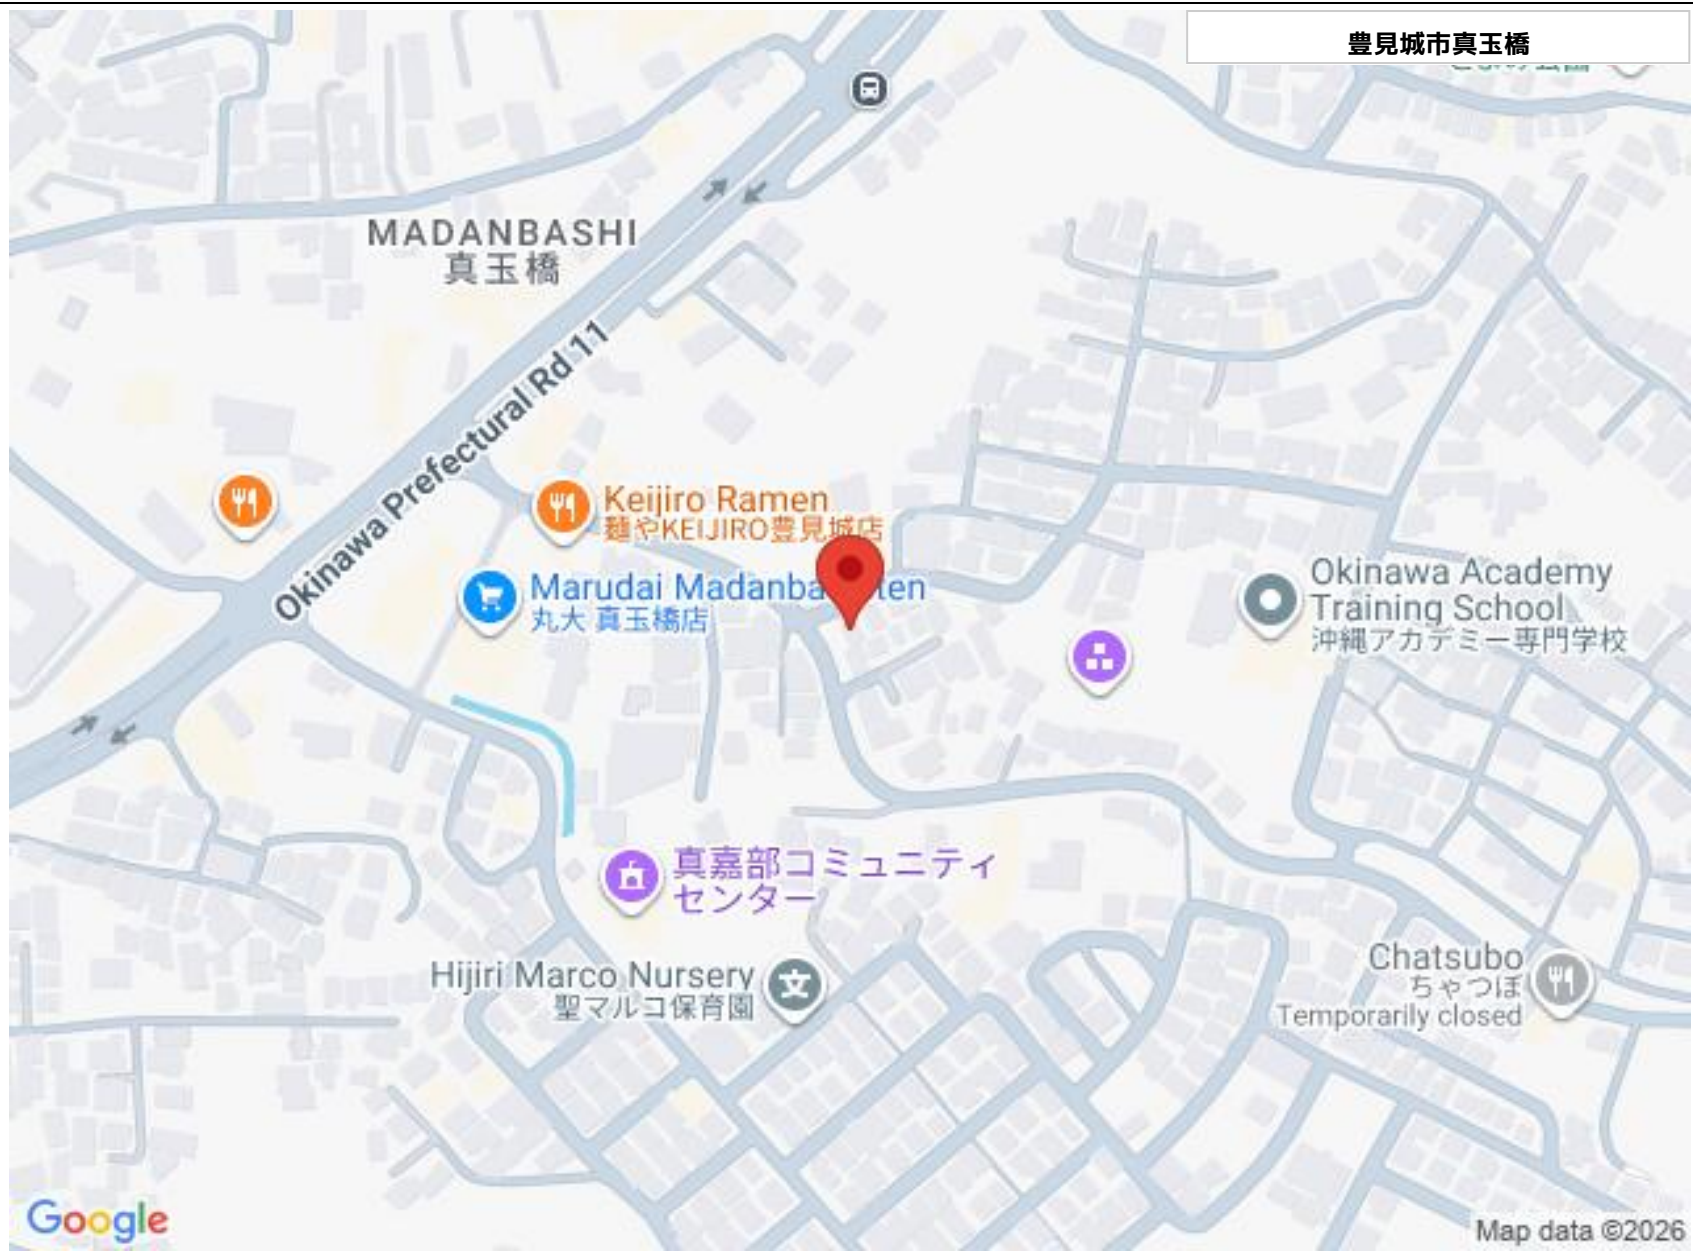 豊見城市真玉橋
MADANBASHI
真玉橋
Okinawa Prefectural Rd 11
Keijiro Ramen
麺やKEIJIRO豊見城店
Marudai Madanba ten
丸大 真玉橋店
Okinawa Academy
Training School
沖縄アカデミー専門学校
真嘉部コミュニティ
センター
Hijiri Marco Nursery
聖マルコ保育園
文
Chatsubo
ちゃつぼ
Temporarily closed
Google
Map data ©2026